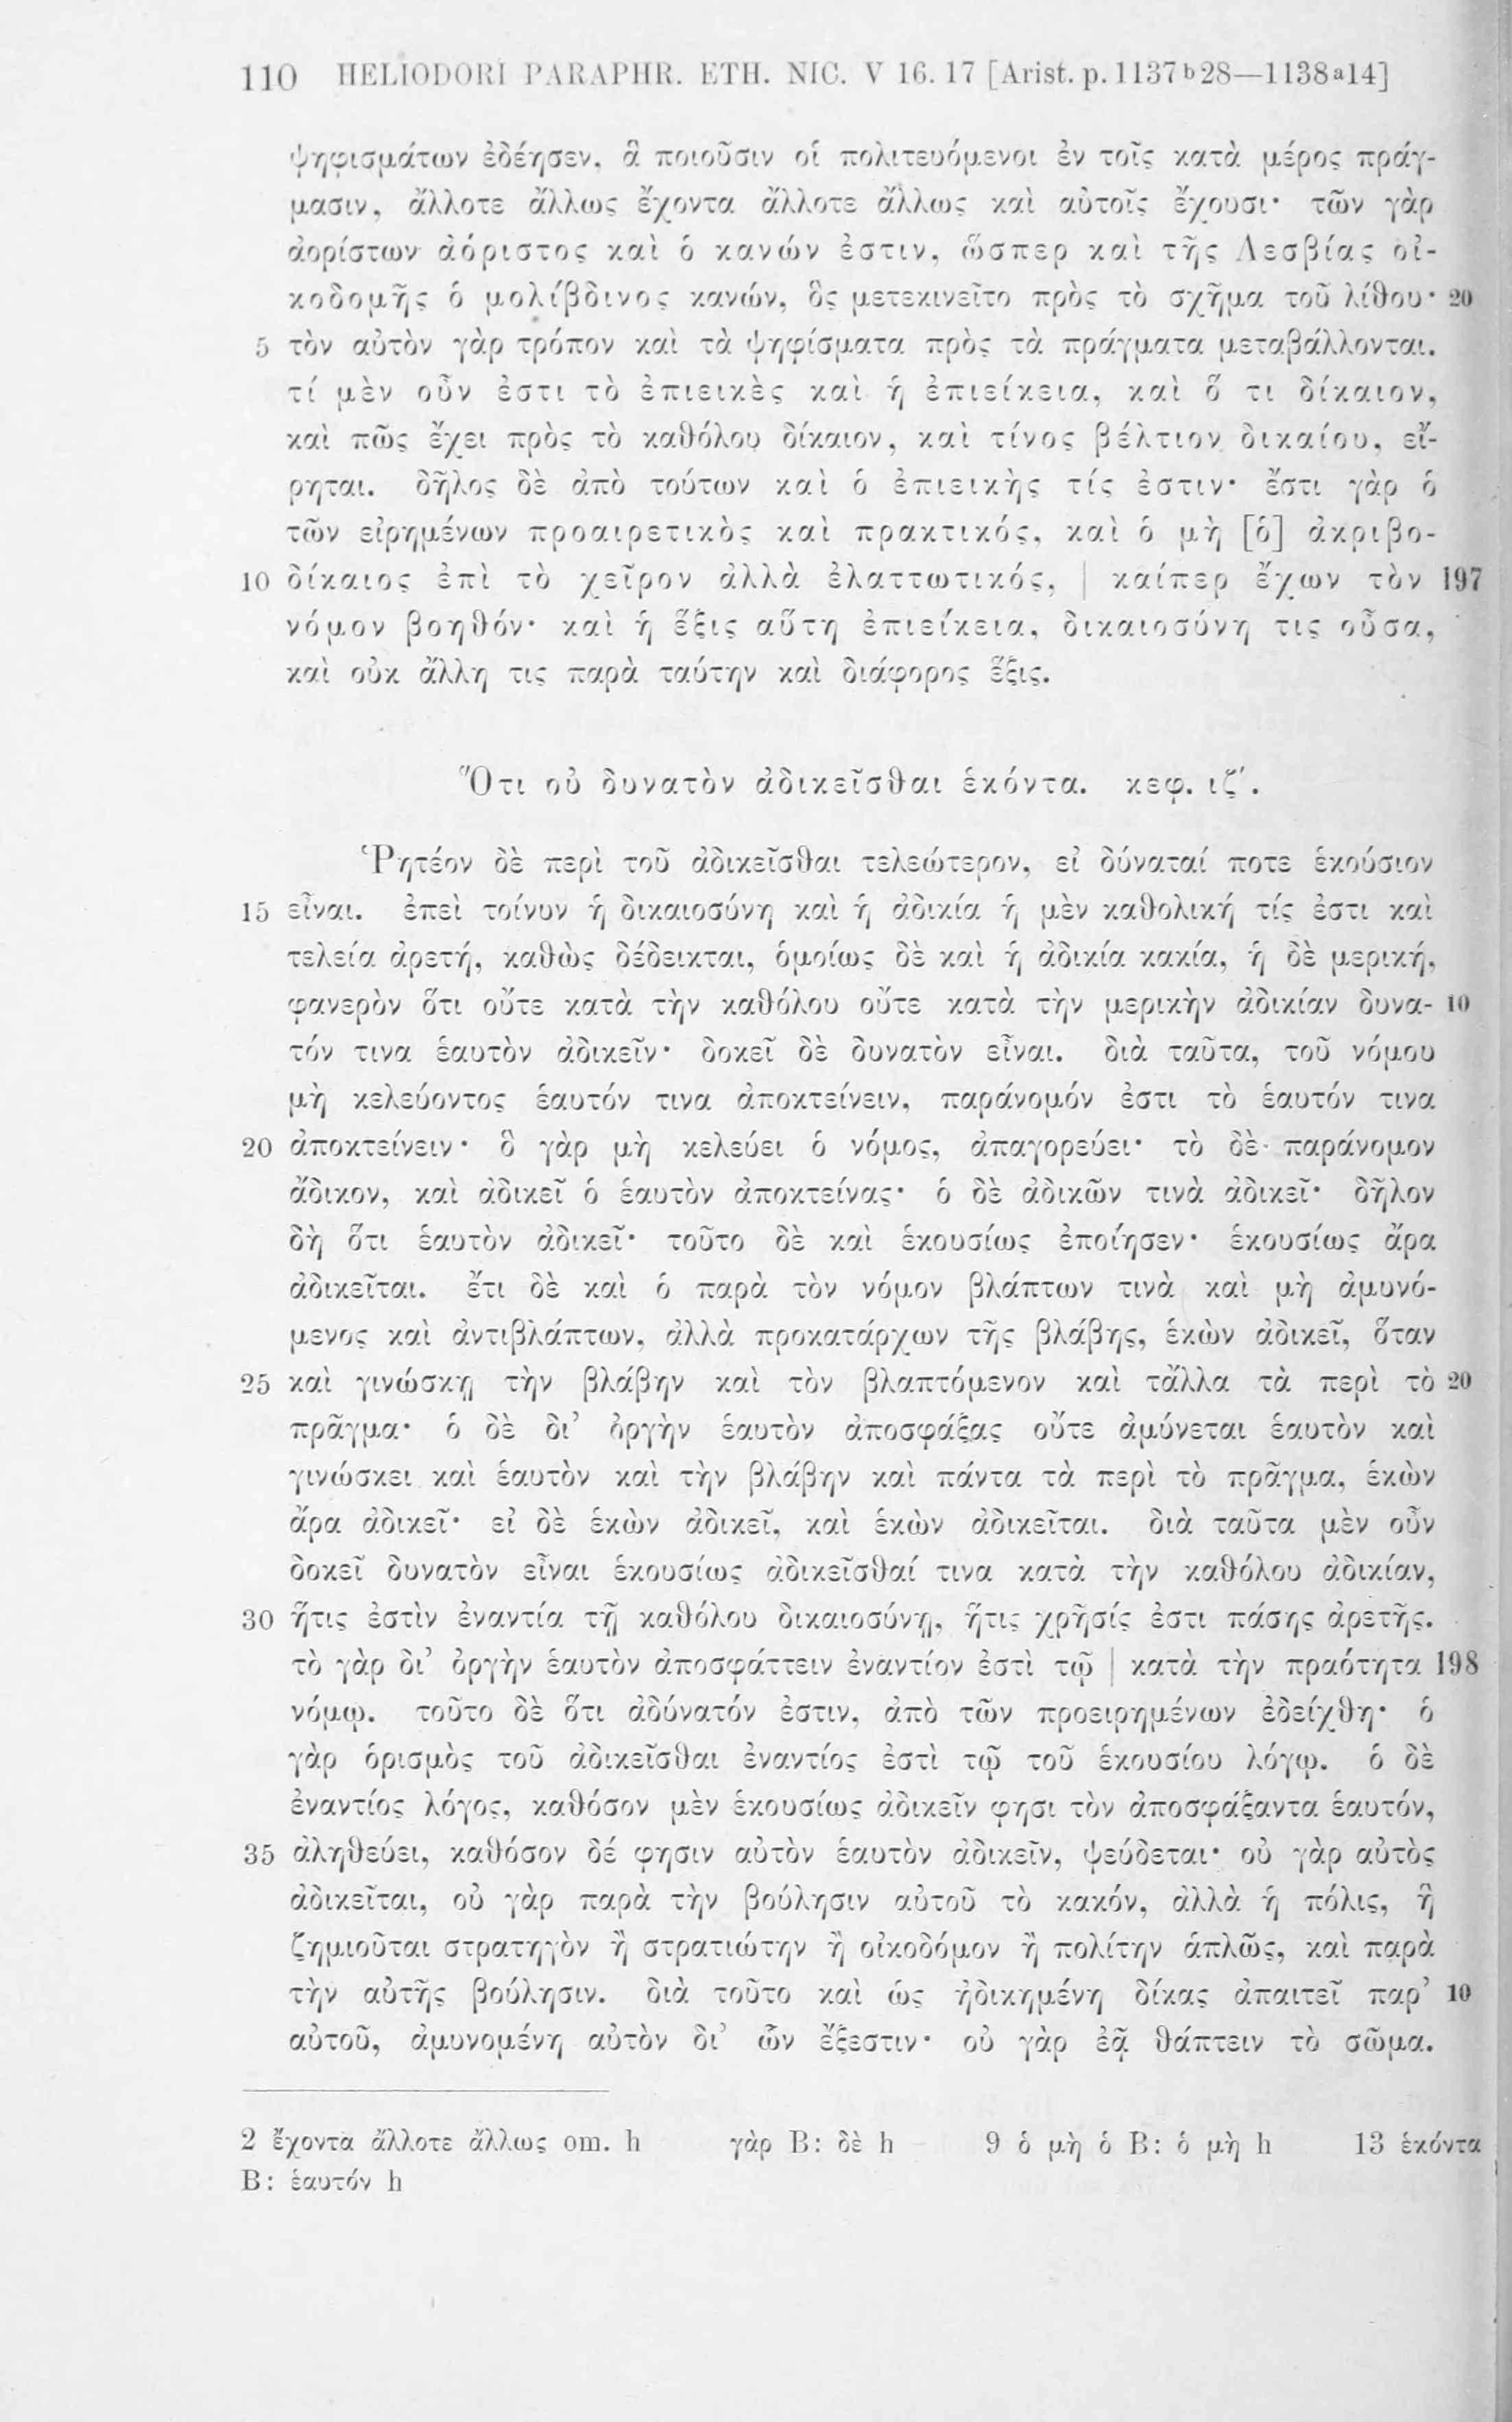 110 HELIODORI PARAPHR. ETH. NIC. V 16. 17 [Arist. p. 1137ᵇ28—1138ᵃ14]
ψηφισμάτων ἐδέησεν, ἃ ποιοῦσιν οἱ πολιτευόμενοι ἐν τοῖς κατὰ μέρος πράγ-
μασιν, ἄλλοτε ἄλλως ἔχοντα ἄλλοτε ἄλλως καὶ αὐτοῖς ἔχουσι· τῶν γὰρ
ἀορίστων ἀόριστος καὶ ὁ κανών ἐστιν, ὥσπερ καὶ τῆς Λεσβίας οἰ-
κοδομῆς ὁ μολίβδινος κανών, ὃς μετεκινεῖτο πρὸς τὸ σχῆμα τοῦ λίθου· 20
5 τὸν αὐτὸν γὰρ τρόπον καὶ τὰ ψηφίσματα πρὸς τὰ πράγματα μεταβάλλονται.
τί μὲν οὖν ἐστι τὸ ἐπιεικὲς καὶ ἡ ἐπιείκεια, καὶ ὅ τι δίκαιον,
καὶ πῶς ἔχει πρὸς τὸ καθόλου δίκαιον, καὶ τίνος βέλτιον δικαίου, εἴ-
ρηται. δῆλος δὲ ἀπὸ τούτων καὶ ὁ ἐπιεικὴς τίς ἐστιν· ἔστι γὰρ ὁ
τῶν εἰρημένων προαιρετικὸς καὶ πρακτικός, καὶ ὁ μὴ [ὁ] ἀκριβο-
10 δίκαιος ἐπὶ τὸ χεῖρον ἀλλὰ ἐλαττωτικός, | καίπερ ἔχων τὸν 197
νόμον βοηθόν· καὶ ἡ ἕξις αὕτη ἐπιείκεια, δικαιοσύνη τις οὖσα,
καὶ οὐκ ἄλλη τις παρὰ ταύτην καὶ διάφορος ἕξις.
Ὅτι οὐ δυνατὸν ἀδικεῖσθαι ἑκόντα. κεφ. ιζʹ.
Ῥητέον δὲ περὶ τοῦ ἀδικεῖσθαι τελεώτερον, εἰ δύναταί ποτε ἑκούσιον
15 εἶναι. ἐπεὶ τοίνυν ἡ δικαιοσύνη καὶ ἡ ἀδικία ἡ μὲν καθολική τίς ἐστι καὶ
τελεία ἀρετή, καθὼς δέδεικται, ὁμοίως δὲ καὶ ἡ ἀδικία κακία, ἡ δὲ μερική,
φανερὸν ὅτι οὔτε κατὰ τὴν καθόλου οὔτε κατὰ τὴν μερικὴν ἀδικίαν δυνα- 10
τόν τινα ἑαυτὸν ἀδικεῖν· δοκεῖ δὲ δυνατὸν εἶναι. διὰ ταῦτα, τοῦ νόμου
μὴ κελεύοντος ἑαυτόν τινα ἀποκτείνειν, παράνομόν ἐστι τὸ ἑαυτόν τινα
20 ἀποκτείνειν· ὃ γὰρ μὴ κελεύει ὁ νόμος, ἀπαγορεύει· τὸ δὲ παράνομον
ἄδικον, καὶ ἀδικεῖ ὁ ἑαυτὸν ἀποκτείνας· ὁ δὲ ἀδικῶν τινὰ ἀδικεῖ· δῆλον
δὴ ὅτι ἑαυτὸν ἀδικεῖ· τοῦτο δὲ καὶ ἑκουσίως ἐποίησεν· ἑκουσίως ἄρα
ἀδικεῖται. ἔτι δὲ καὶ ὁ παρὰ τὸν νόμον βλάπτων τινὰ καὶ μὴ ἀμυνό-
μενος καὶ ἀντιβλάπτων, ἀλλὰ προκατάρχων τῆς βλάβης, ἑκὼν ἀδικεῖ, ὅταν
25 καὶ γινώσκῃ τὴν βλάβην καὶ τὸν βλαπτόμενον καὶ τἄλλα τὰ περὶ τὸ 20
πρᾶγμα· ὁ δὲ δι’ ὀργὴν ἑαυτὸν ἀποσφάξας οὔτε ἀμύνεται ἑαυτὸν καὶ
γινώσκει καὶ ἑαυτὸν καὶ τὴν βλάβην καὶ πάντα τὰ περὶ τὸ πρᾶγμα, ἑκὼν
ἄρα ἀδικεῖ· εἰ δὲ ἑκὼν ἀδικεῖ, καὶ ἑκὼν ἀδικεῖται. διὰ ταῦτα μὲν οὖν
δοκεῖ δυνατὸν εἶναι ἑκουσίως ἀδικεῖσθαί τινα κατὰ τὴν καθόλου ἀδικίαν,
30 ἥτις ἐστὶν ἐναντία τῇ καθόλου δικαιοσύνῃ, ἥτις χρῆσίς ἐστι πάσης ἀρετῆς.
τὸ γὰρ δι’ ὀργὴν ἑαυτὸν ἀποσφάττειν ἐναντίον ἐστὶ τῷ | κατὰ τὴν πραότητα 198
νόμῳ. τοῦτο δὲ ὅτι ἀδύνατόν ἐστιν, ἀπὸ τῶν προειρημένων ἐδείχθη· ὁ
γὰρ ὁρισμὸς τοῦ ἀδικεῖσθαι ἐναντίος ἐστὶ τῷ τοῦ ἑκουσίου λόγῳ. ὁ δὲ
ἐναντίος λόγος, καθόσον μὲν ἑκουσίως ἀδικεῖν φησι τὸν ἀποσφάξαντα ἑαυτόν,
35 ἀληθεύει, καθόσον δέ φησιν αὐτὸν ἑαυτὸν ἀδικεῖν, ψεύδεται· οὐ γὰρ αὐτὸς
ἀδικεῖται, οὐ γὰρ παρὰ τὴν βούλησιν αὐτοῦ τὸ κακόν, ἀλλὰ ἡ πόλις, ἢ
ζημιοῦται στρατηγὸν ἢ στρατιώτην ἢ οἰκοδόμον ἢ πολίτην ἁπλῶς, καὶ παρὰ
τὴν αὐτῆς βούλησιν. διὰ τοῦτο καὶ ὡς ἠδικημένη δίκας ἀπαιτεῖ παρ’ 10
αὐτοῦ, ἀμυνομένη αὐτὸν δι’ ὧν ἔξεστιν· οὐ γὰρ ἐᾷ θάπτειν τὸ σῶμα.
2 ἔχοντα ἄλλοτε ἄλλως om. h γὰρ B: δὲ h 9 ὁ μὴ ὁ B: ὁ μὴ h 13 ἑκόντα
B: ἑαυτόν h